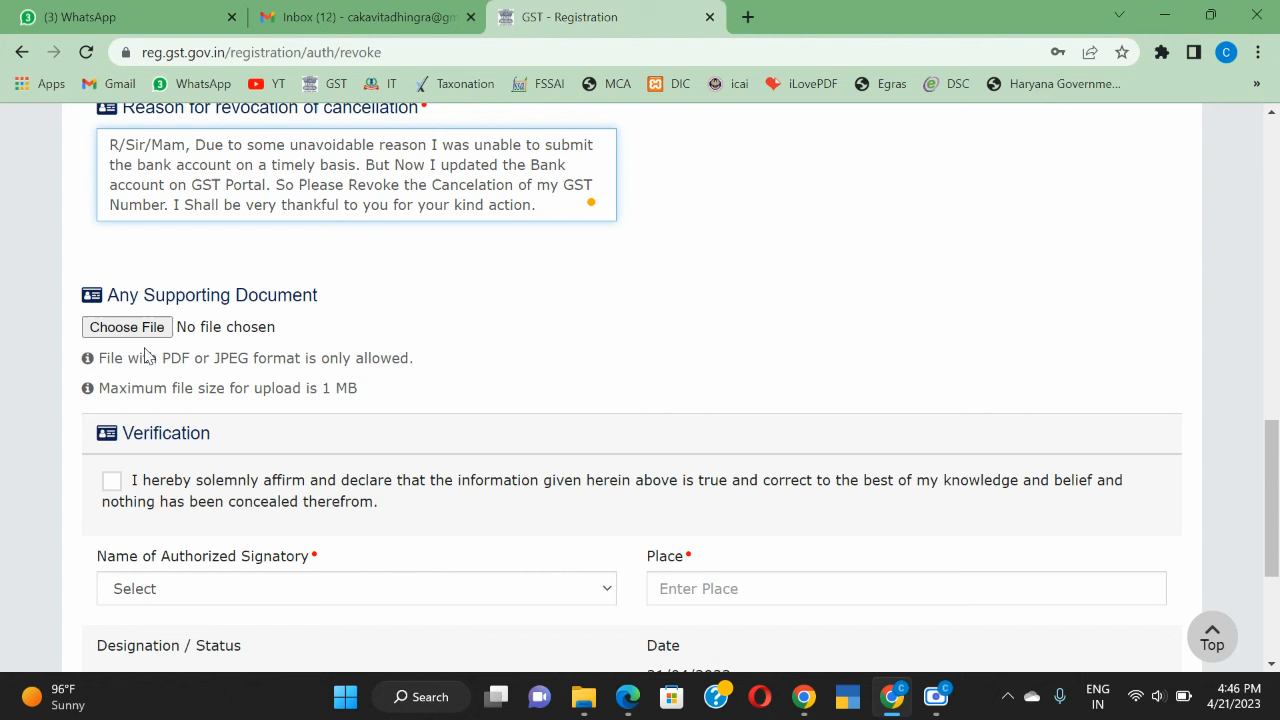 (3) WhatsApp
Inbox (12) - cakavitadhingra@gm
GST - Registration
reg.gst.gov.in/registration/auth/revoke
C
Apps Gmail WhatsApp YT GST IT Taxonation FSSAI MCA DIC icai iLovePDF Egras DSC Haryana Governme... »
Reason for revocation of cancellation•
R/Sir/Mam, Due to some unavoidable reason I was unable to submit
the bank account on a timely basis. But Now I updated the Bank
account on GST Portal. So Please Revoke the Cancelation of my GST
Number. I Shall be very thankful to you for your kind action.
Any Supporting Document
Choose File No file chosen
File with PDF or JPEG format is only allowed.
Maximum file size for upload is 1 MB
Verification
I hereby solemnly affirm and declare that the information given herein above is true and correct to the best of my knowledge and belief and
nothing has been concealed therefrom.
Name of Authorized Signatory• Place•
Select Enter Place
Top
Designation / Status Date
21/04/2023
96°F
Sunny
Search
ENG
IN
4:46 PM
4/21/2023